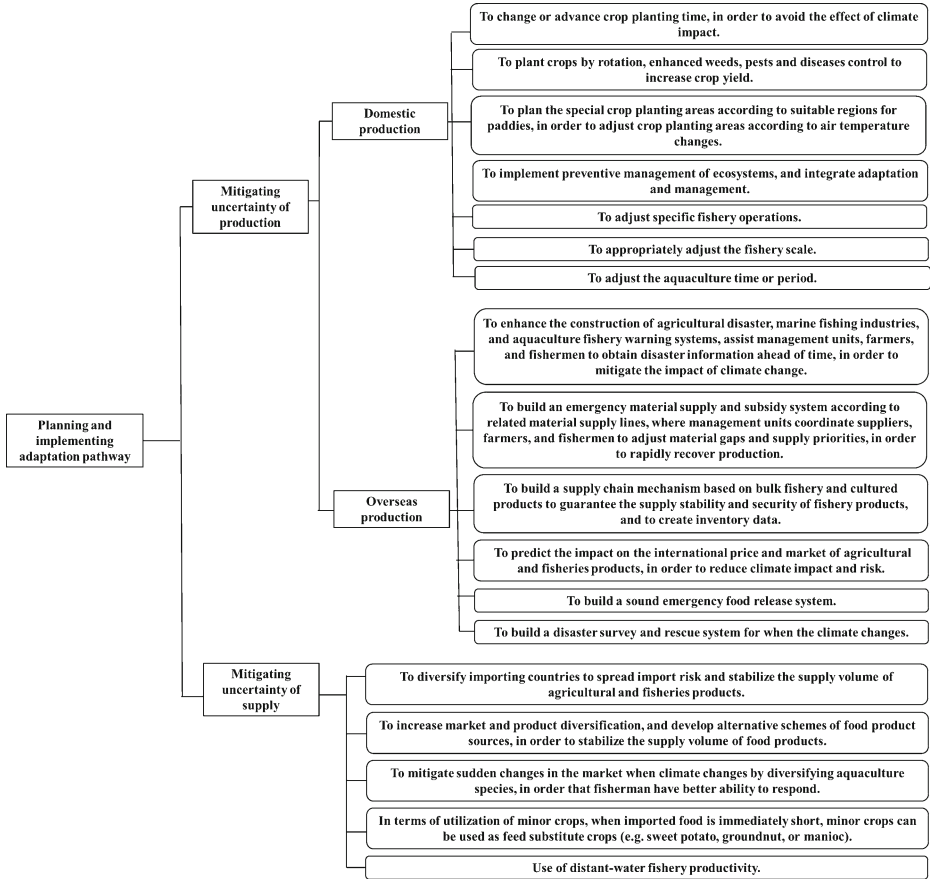 Planning and
implementing
adaptation pathway
Mitigating
uncertainty of
production
Domestic
production
To change or advance crop planting time, in order to avoid the effect of climate
impact.
To plant crops by rotation, enhanced weeds, pests and diseases control to
increase crop yield.
To plan the special crop planting areas according to suitable regions for
paddies, in order to adjust crop planting areas according to air temperature
changes.
To implement preventive management of ecosystems, and integrate adaptation
and management.
To adjust specific fishery operations.
To appropriately adjust the fishery scale.
To adjust the aquaculture time or period.
Overseas
production
To enhance the construction of agricultural disaster, marine fishing industries,
and aquaculture fishery warning systems, assist management units, farmers,
and fishermen to obtain disaster information ahead of time, in order to
mitigate the impact of climate change.
To build an emergency material supply and subsidy system according to
related material supply lines, where management units coordinate suppliers,
farmers, and fishermen to adjust material gaps and supply priorities, in order
to rapidly recover production.
To build a supply chain mechanism based on bulk fishery and cultured
products to guarantee the supply stability and security of fishery products,
and to create inventory data.
To predict the impact on the international price and market of agricultural
and fisheries products, in order to reduce climate impact and risk.
To build a sound emergency food release system.
To build a disaster survey and rescue system for when the climate changes.
Mitigating
uncertainty of
supply
To diversify importing countries to spread import risk and stabilize the supply volume of
agricultural and fisheries products.
To increase market and product diversification, and develop alternative schemes of food product
sources, in order to stabilize the supply volume of food products.
To mitigate sudden changes in the market when climate changes by diversifying aquaculture
species, in order that fisherman have better ability to respond.
In terms of utilization of minor crops, when imported food is immediately short, minor crops can
be used as feed substitute crops (e.g. sweet potato, groundnut, or manioc).
Use of distant-water fishery productivity.